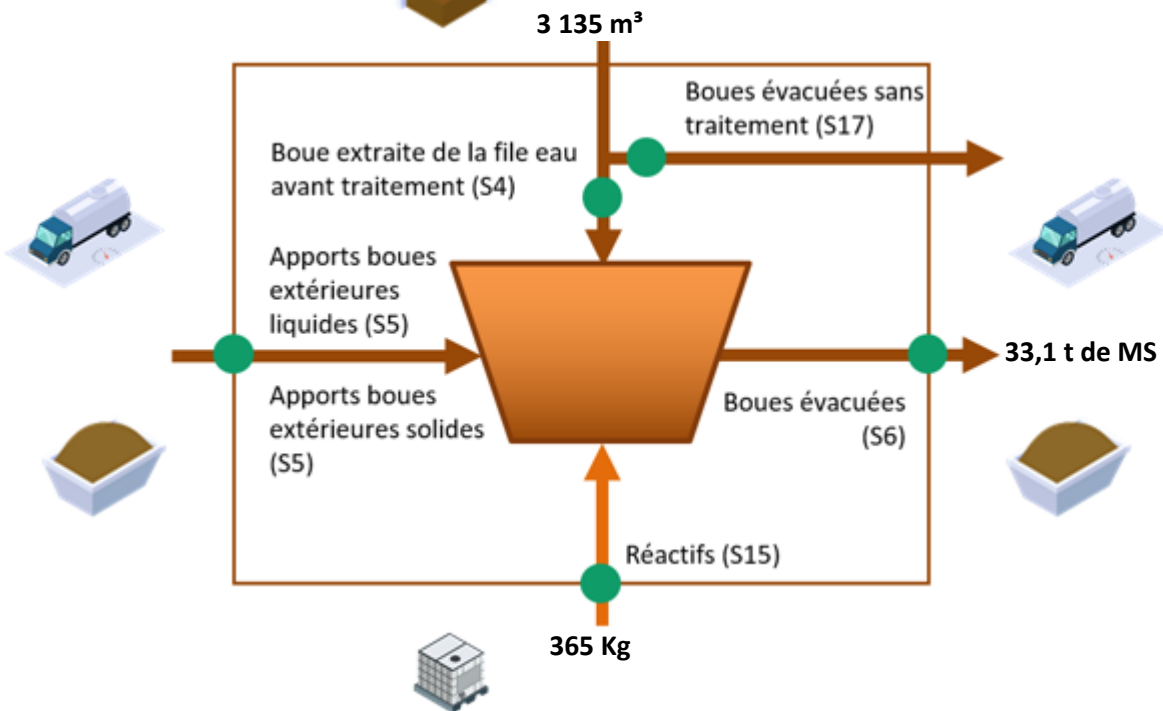 3 135 m³
Boues évacuées sans
traitement (S17)
Boue extraite de la file eau
avant traitement (S4)
Apports boues
extérieures
liquides (S5)
33,1 t de MS
Apports boues
extérieures solides
(S5)
Boues évacuées
(S6)
Réactifs (S15)
365 Kg